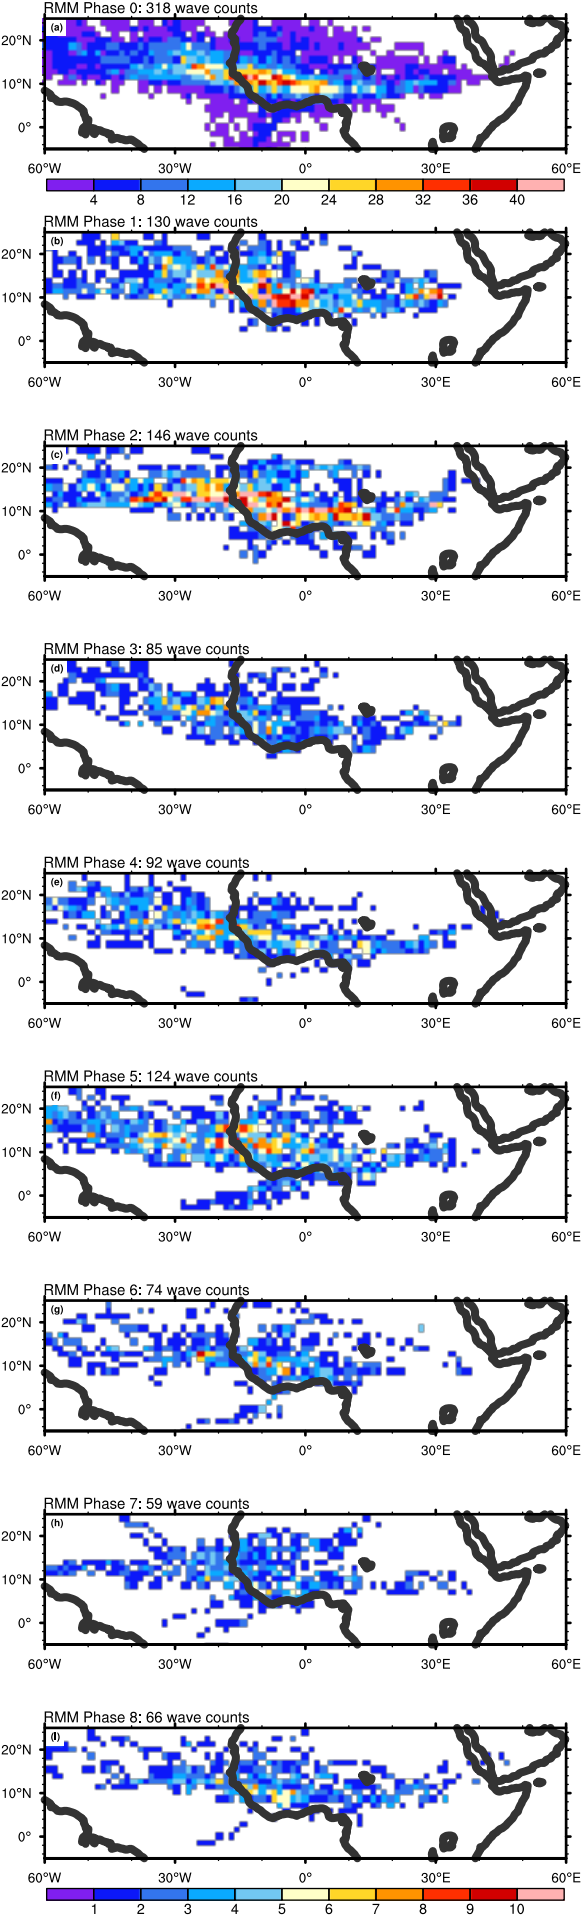 RMM Phase 0: 318 wave counts
(a)
20°N
10°N
0°
60°W 30°W 0° 30°E 60°E
4 8 12 16 20 24 28 32 36 40
RMM Phase 1: 130 wave counts
(b)
20°N
10°N
0°
60°W 30°W 0° 30°E 60°E
RMM Phase 2: 146 wave counts
(c)
20°N
10°N
0°
60°W 30°W 0° 30°E 60°E
RMM Phase 3: 85 wave counts
(d)
20°N
10°N
0°
60°W 30°W 0° 30°E 60°E
RMM Phase 4: 92 wave counts
(e)
20°N
10°N
0°
60°W 30°W 0° 30°E 60°E
RMM Phase 5: 124 wave counts
(f)
20°N
10°N
0°
60°W 30°W 0° 30°E 60°E
RMM Phase 6: 74 wave counts
(g)
20°N
10°N
0°
60°W 30°W 0° 30°E 60°E
RMM Phase 7: 59 wave counts
(h)
20°N
10°N
0°
60°W 30°W 0° 30°E 60°E
RMM Phase 8: 66 wave counts
(i)
20°N
10°N
0°
60°W 30°W 0° 30°E 60°E
1 2 3 4 5 6 7 8 9 10